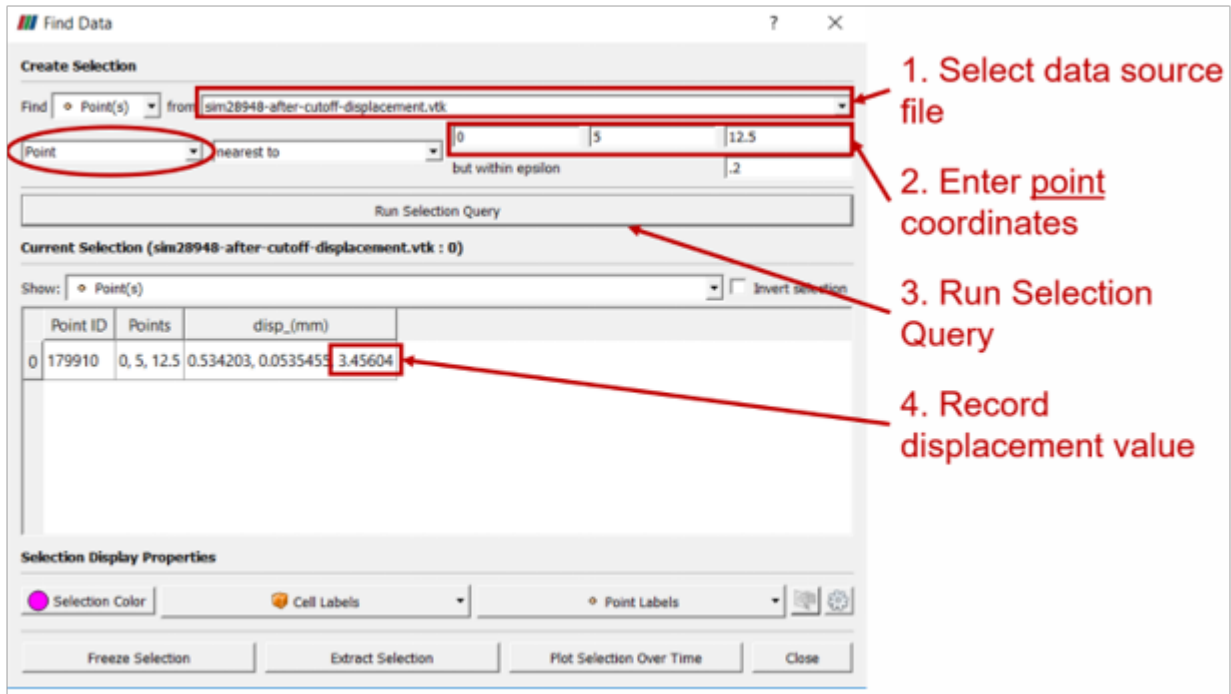 Find Data
? ×
Create Selection
Find Point(s) from sim28948-after-cutoff-displacement.vtk
Point nearest to 0 5 12.5
but within epsilon .2
Run Selection Query
Current Selection (sim28948-after-cutoff-displacement.vtk : 0)
Show: Point(s) Invert selection
Point ID Points disp_(mm)
0 179910 0, 5, 12.5 0.534203, 0.0535455 3.45604
Selection Display Properties
Selection Color Cell Labels Point Labels
Freeze Selection Extract Selection Plot Selection Over Time Close
1. Select data source
file
2. Enter point
coordinates
3. Run Selection
Query
4. Record
displacement value